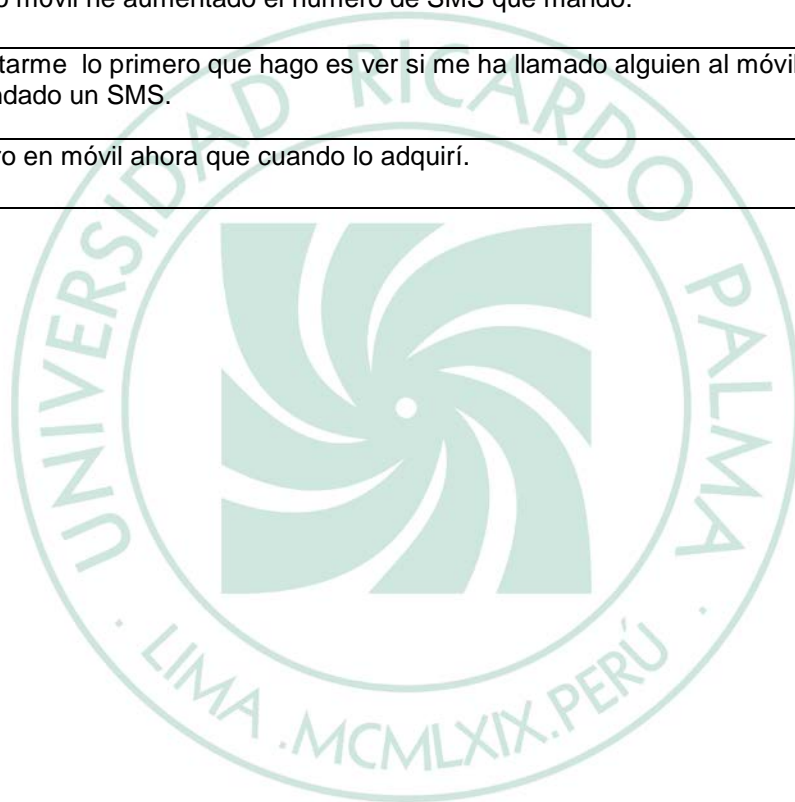 móvil he aumentado el número de SMS que mando.
tarme lo primero que hago es ver si me ha llamado alguien al móvil
ndado un SMS.
ro en móvil ahora que cuando lo adquirí.
UNIVERSIDAD RICARDO PALMA
. LIMA . MCMLXIX.PERÚ .